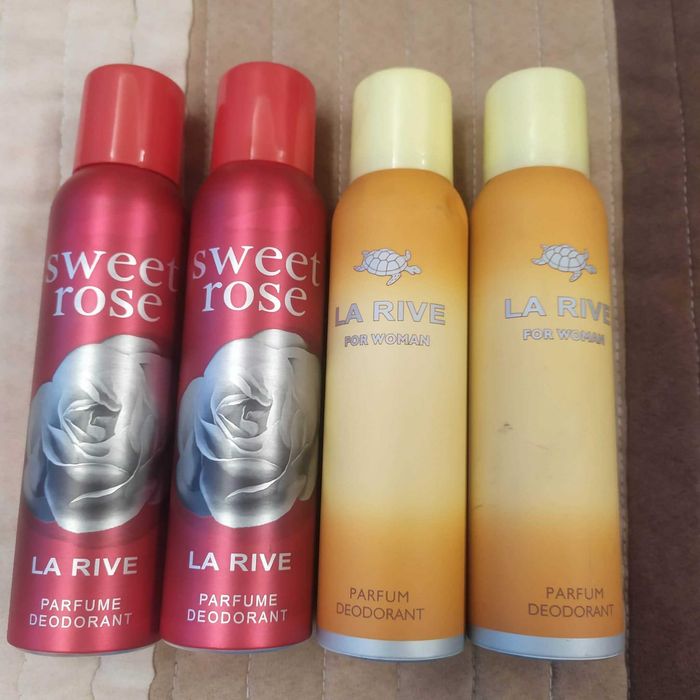 sweet
rose
LA RIVE
PARFUME
DEODORANT
sweet
rose
LA RIVE
PARFUME
DEODORANT
LA RIVE
FOR WOMAN
PARFUM
DEODORANT
LA RIVE
FOR WOMAN
PARFUM
DEODORANT